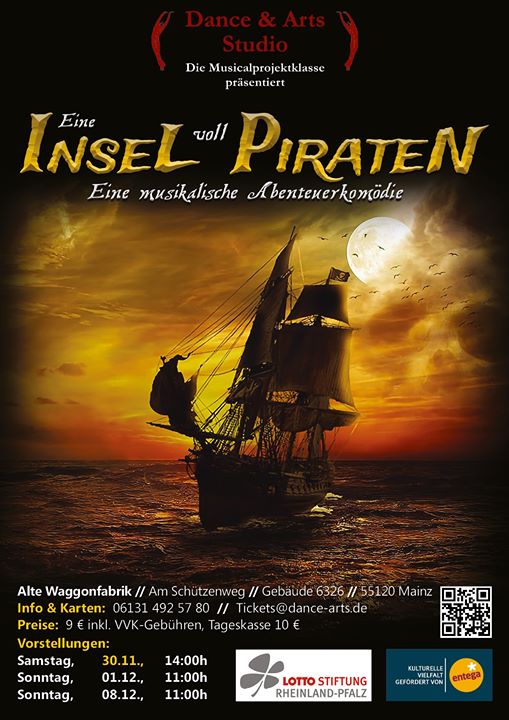 Dance & Arts
Studio
Die Musicalprojektklasse
präsentiert
Eine
INSEL voll PIRATEN
Eine musikalische Abenteuerkomödie
Alte Waggonfabrik // Am Schützenweg // Gebäude 6326 // 55120 Mainz
Info & Karten: 06131 492 57 80 // Tickets@dance-arts.de
Preise: 9 € inkl. VVK-Gebühren, Tageskasse 10 €
Vorstellungen:
Samstag, 30.11., 14:00h
Sonntag, 01.12., 11:00h
Sonntag, 08.12., 11:00h
LOTTO STIFTUNG
RHEINLAND-PFALZ
KULTURELLE
VIELFALT
GEFÖRDERT VON
entega